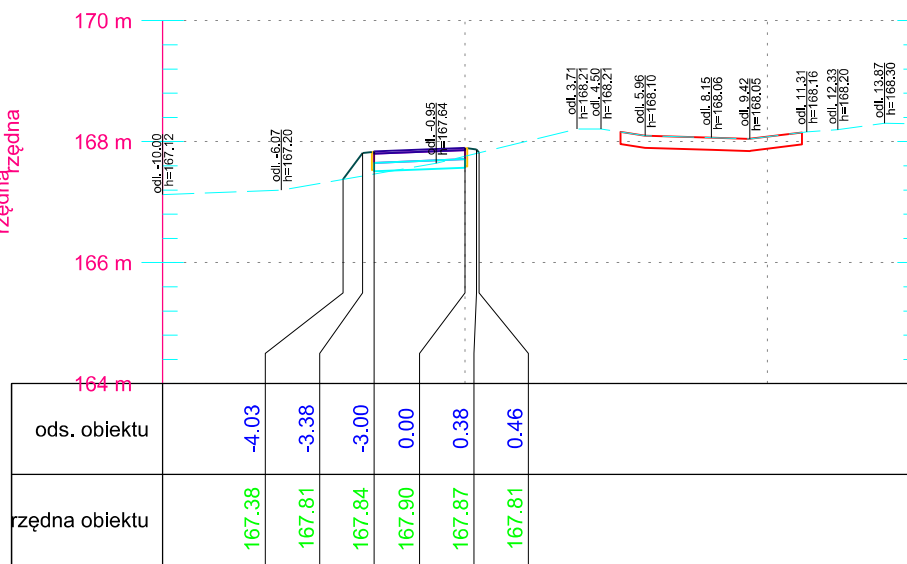 170 m
168 m
166 m
164 m
rzędna
rzędna
odl. -10.00
h=167.12
odl. -6.07
h=167.20
odl. -0.95
h=167.64
odl. 3.71
h=168.21
odl. 4.50
h=168.21
odl. 5.96
h=168.10
odl. 8.15
h=168.06
odl. 9.42
h=168.05
odl. 11.31
h=168.16
odl. 12.33
h=168.20
odl. 13.87
h=168.30
ods. obiektu
-4.03
-3.38
-3.00
0.00
0.38
0.46
rzędna obiektu
167.38
167.81
167.84
167.90
167.87
167.81